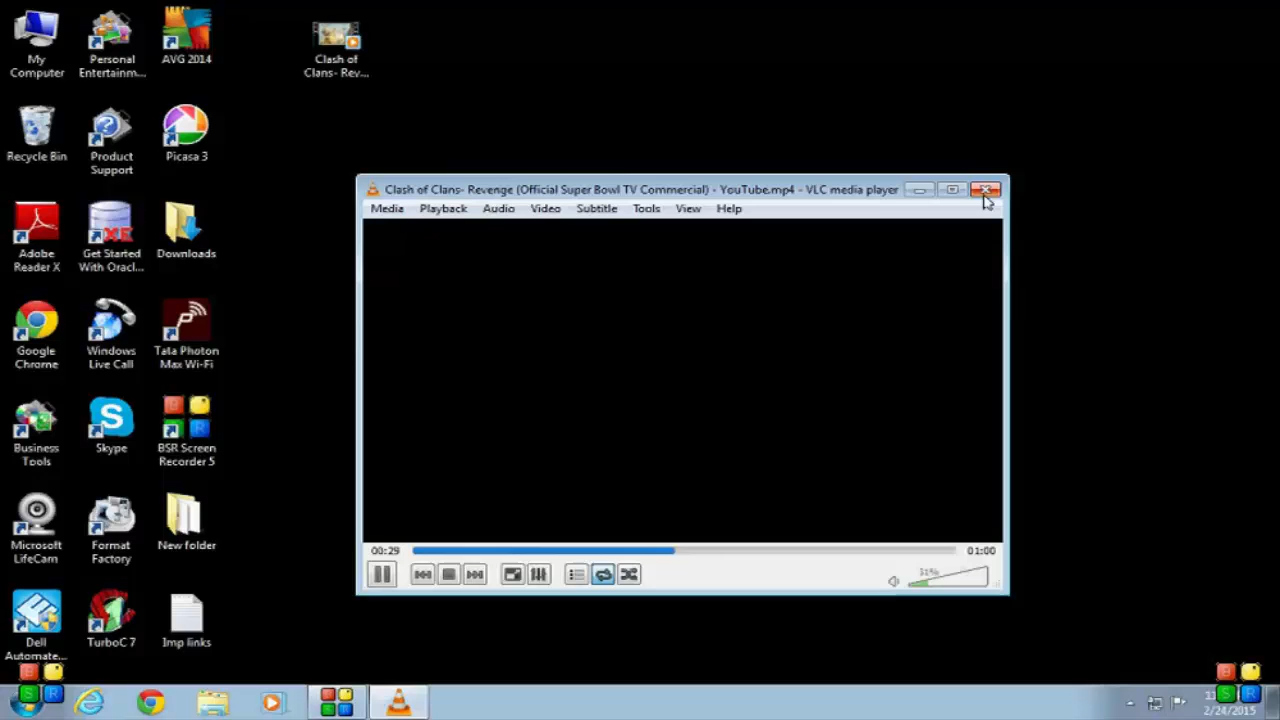 My
Computer
Personal
Entertainm...
AVG 2014
Clash of
Clans- Rev...
Recycle Bin
Product
Support
Picasa 3
Adobe
Reader X
Get Started
With Oracl...
Downloads
Google
Chrome
Windows
Live Call
Tata Photon
Max Wi-Fi
Business
Tools
Skype
BSR Screen
Recorder 5
Microsoft
LifeCam
Format
Factory
New folder
Dell
Automate...
TurboC 7
Imp links
Clash of Clans- Revenge (Official Super Bowl TV Commercial) - YouTube.mp4 - VLC media player
Media Playback Audio Video Subtitle Tools View Help
00:29 01:00
31%
B
S R
B
S R
2/24/2015